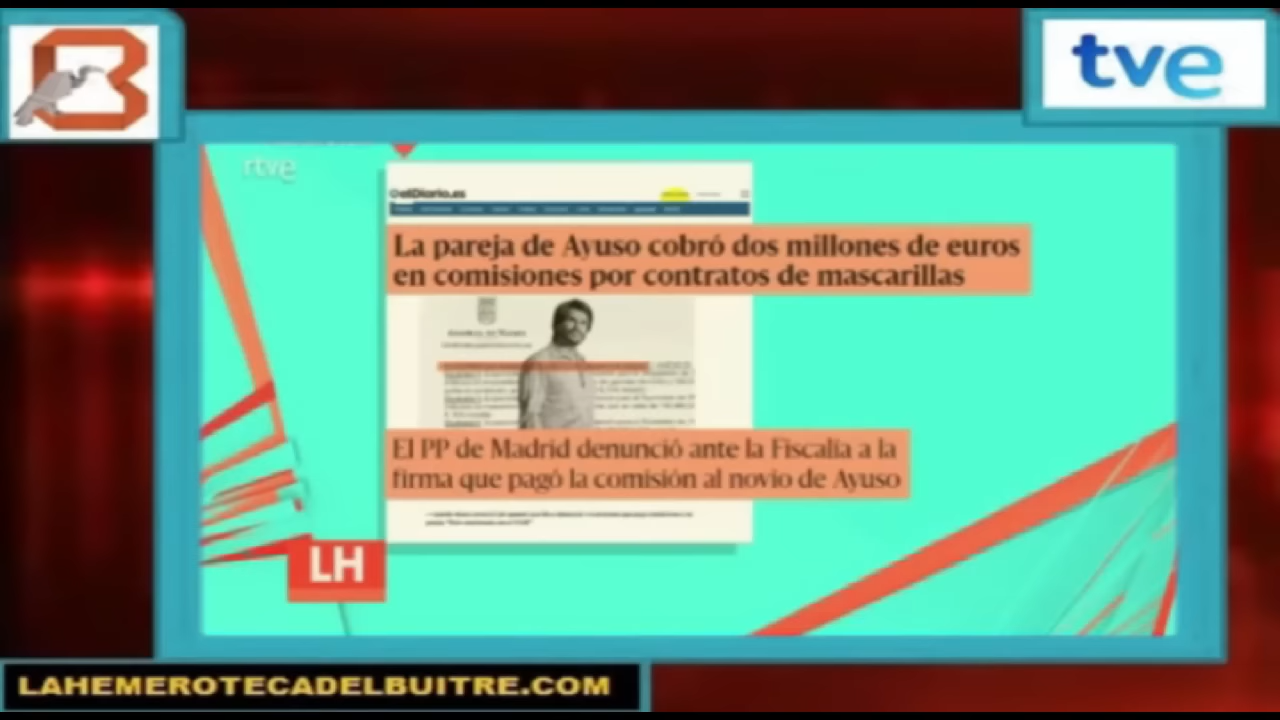 B
tve
rtve
elDiario.es
La pareja de Ayuso cobró dos millones de euros
en comisiones por contratos de mascarillas
El PP de Madrid denunció ante la Fiscalía a la
firma que pagó la comisión al novio de Ayuso
LH
LAHEMEROTECADELBUITRE.COM